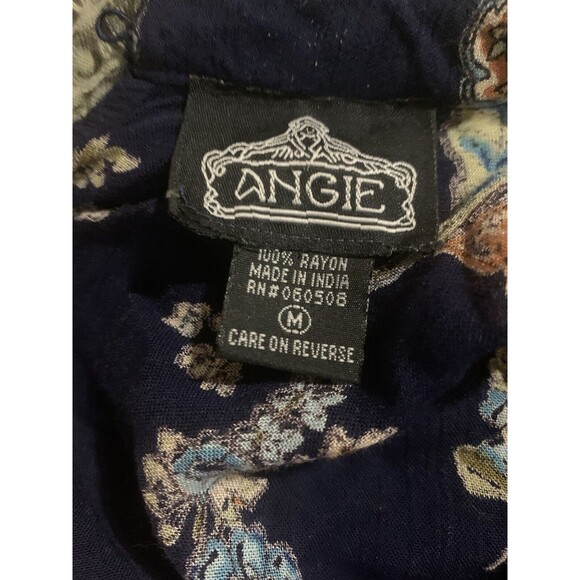 ANGIE
100% RAYON
MADE IN INDIA
RN#060508
M
CARE ON REVERSE